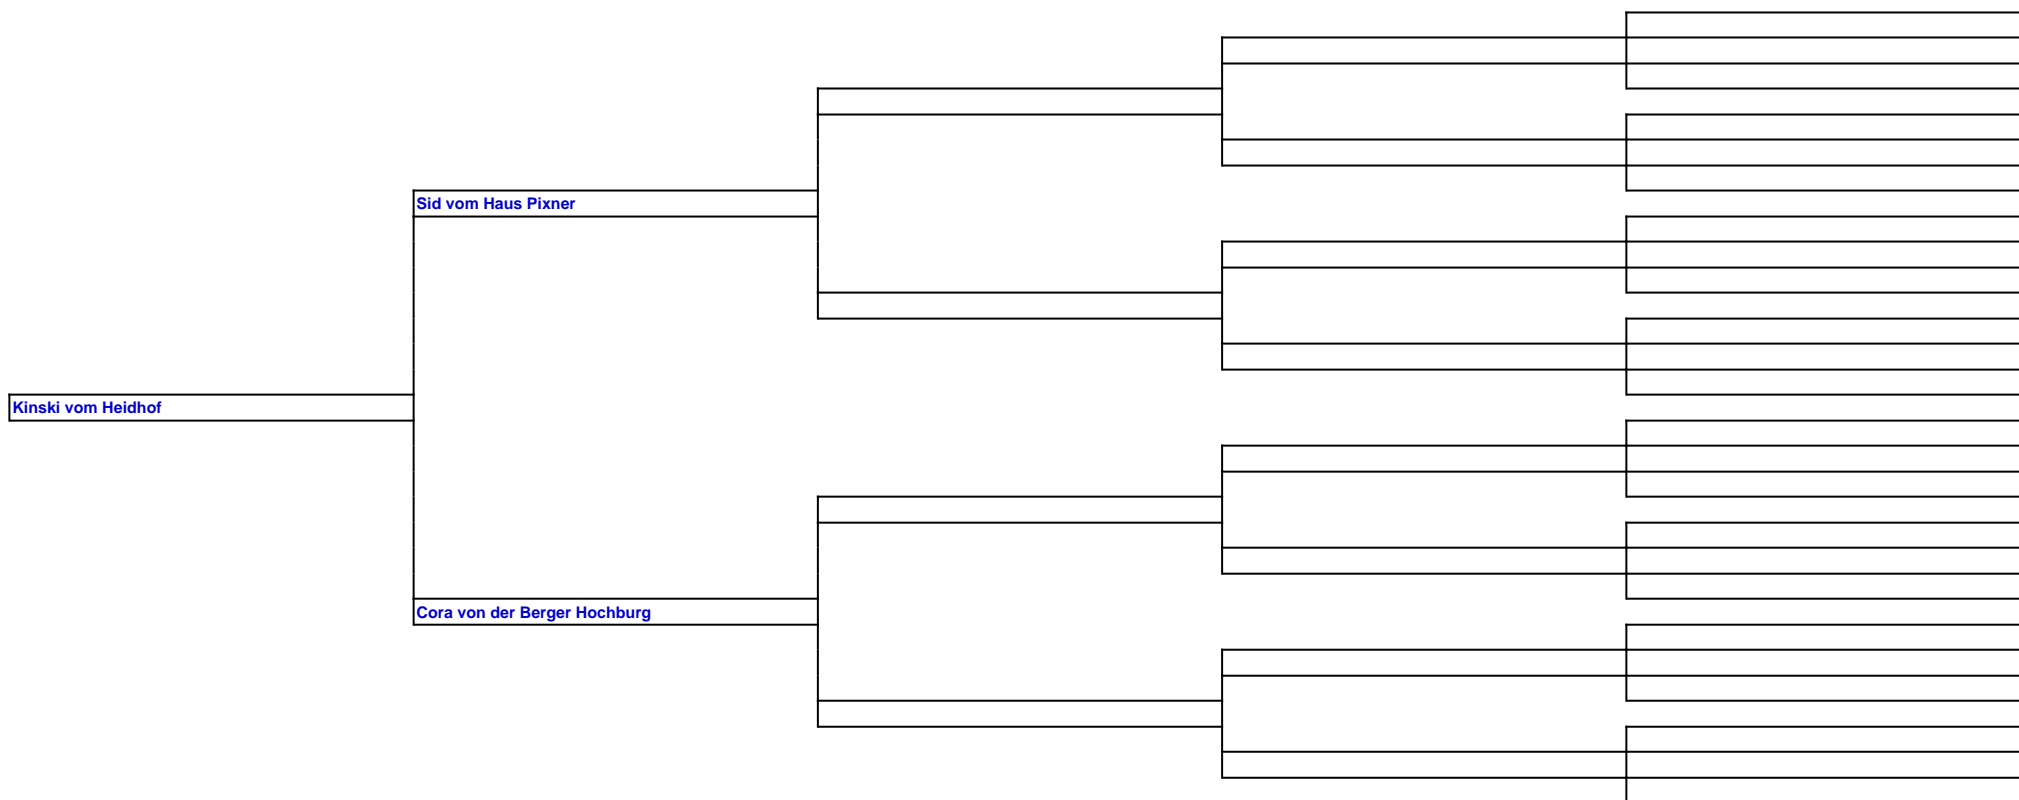 Sid vom Haus Pixner
Kinski vom Heidhof
Cora von der Berger Hochburg